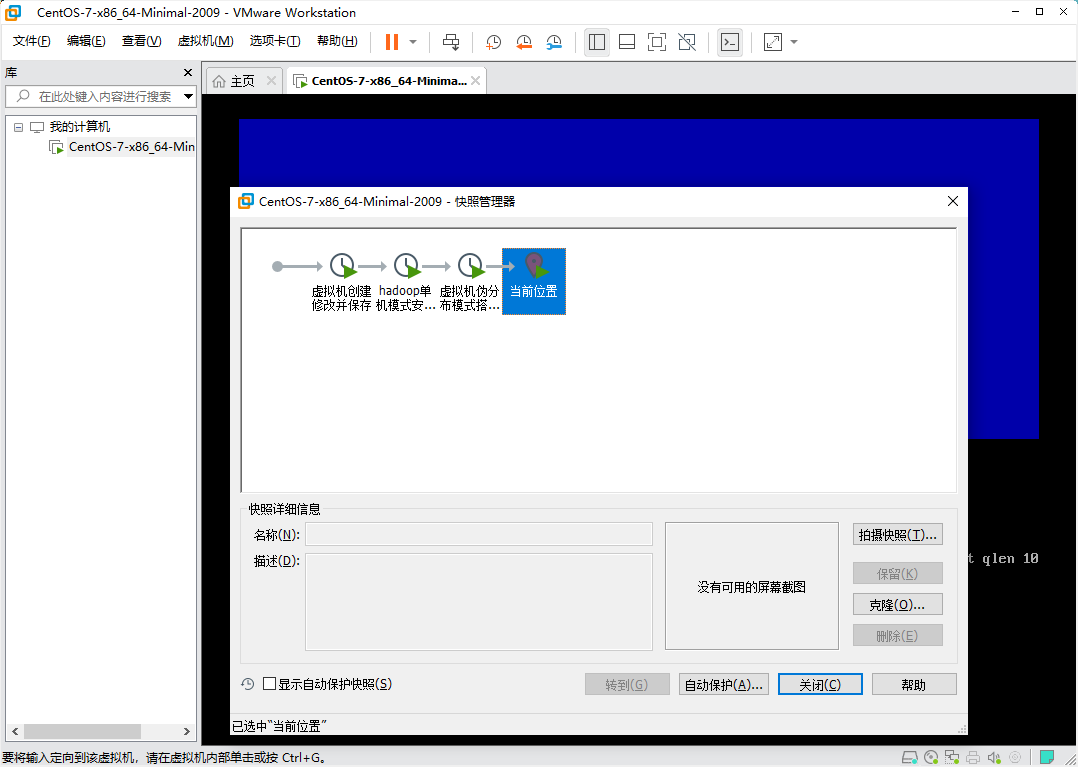 CentOS-7-x86_64-Minimal-2009 - VMware Workstation
文件(F) 编辑(E) 查看(V) 虚拟机(M) 选项卡(T) 帮助(H)
库
在此处键入内容进行搜索
我的计算机
CentOS-7-x86_64-Min
主页
CentOS-7-x86_64-Minima...
CentOS-7-x86_64-Minimal-2009 - 快照管理器
虚拟机创建
修改并保存
hadoop单
机模式安...
虚拟机伪分
布模式搭...
当前位置
快照详细信息
名称(N):
描述(D):
没有可用的屏幕截图
拍摄快照(T)...
保留(K)
克隆(O)...
删除(E)
t qlen 10
显示自动保护快照(S)
转到(G)
自动保护(A)...
关闭(C)
帮助
已选中"当前位置"
要将输入定向到该虚拟机，请在虚拟机内部单击或按 Ctrl+G。